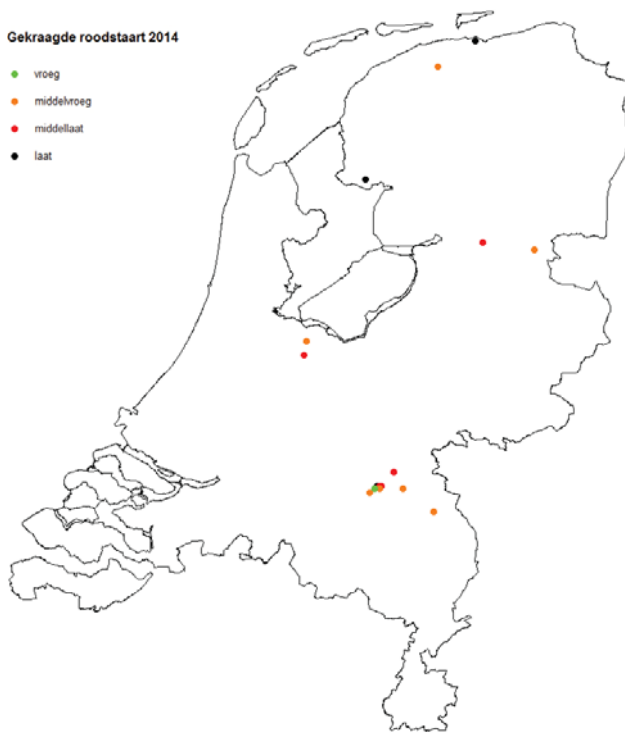 Gekraagde roodstaart 2014
vroeg
middelvroeg
middellaat
laat